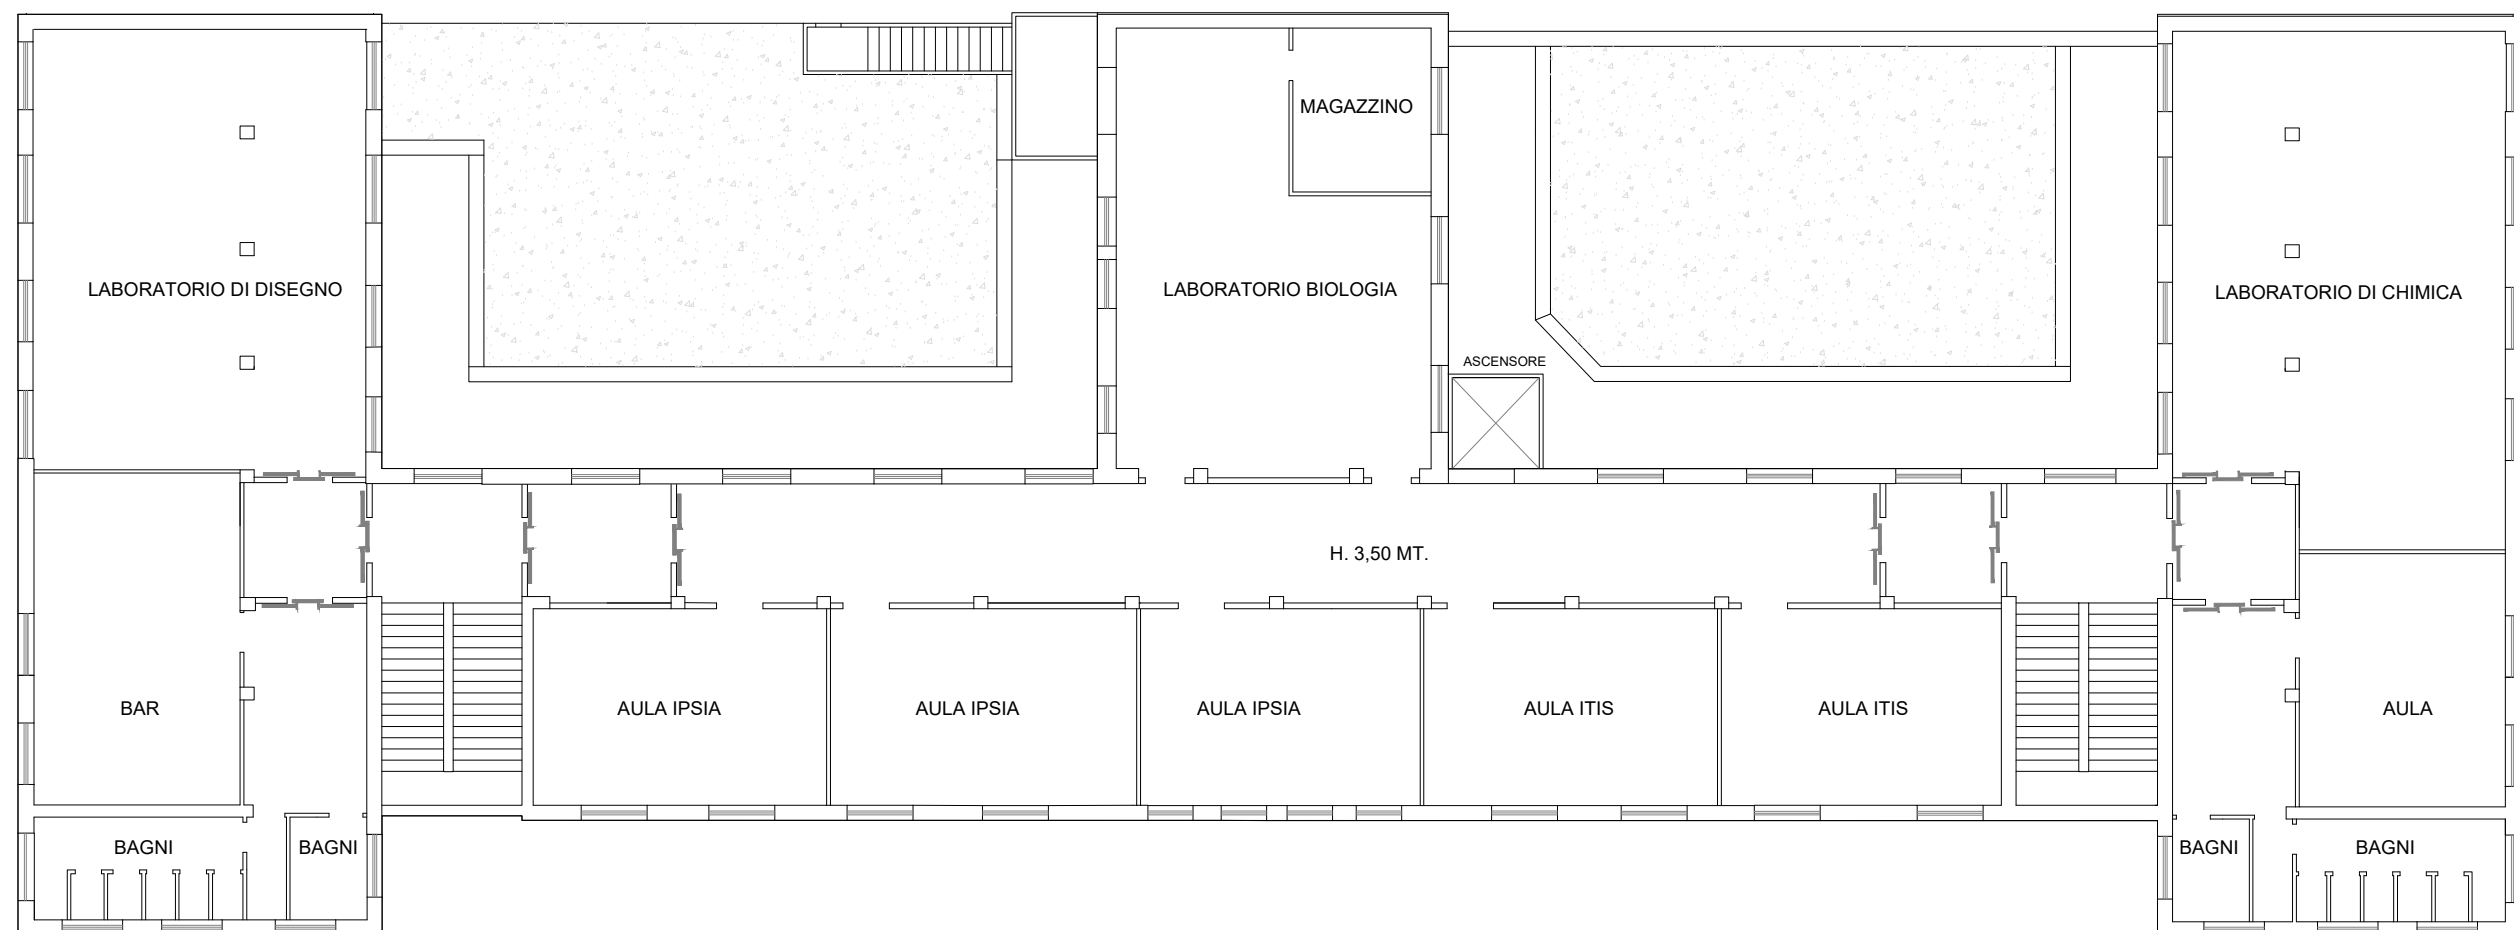 MAGAZZINO
LABORATORIO DI DISEGNO
LABORATORIO BIOLOGIA
LABORATORIO DI CHIMICA
ASCENSORE
H. 3,50 MT.
BAR
AULA IPSIA
AULA IPSIA
AULA IPSIA
AULA ITIS
AULA ITIS
AULA
BAGNI
BAGNI
BAGNI
BAGNI